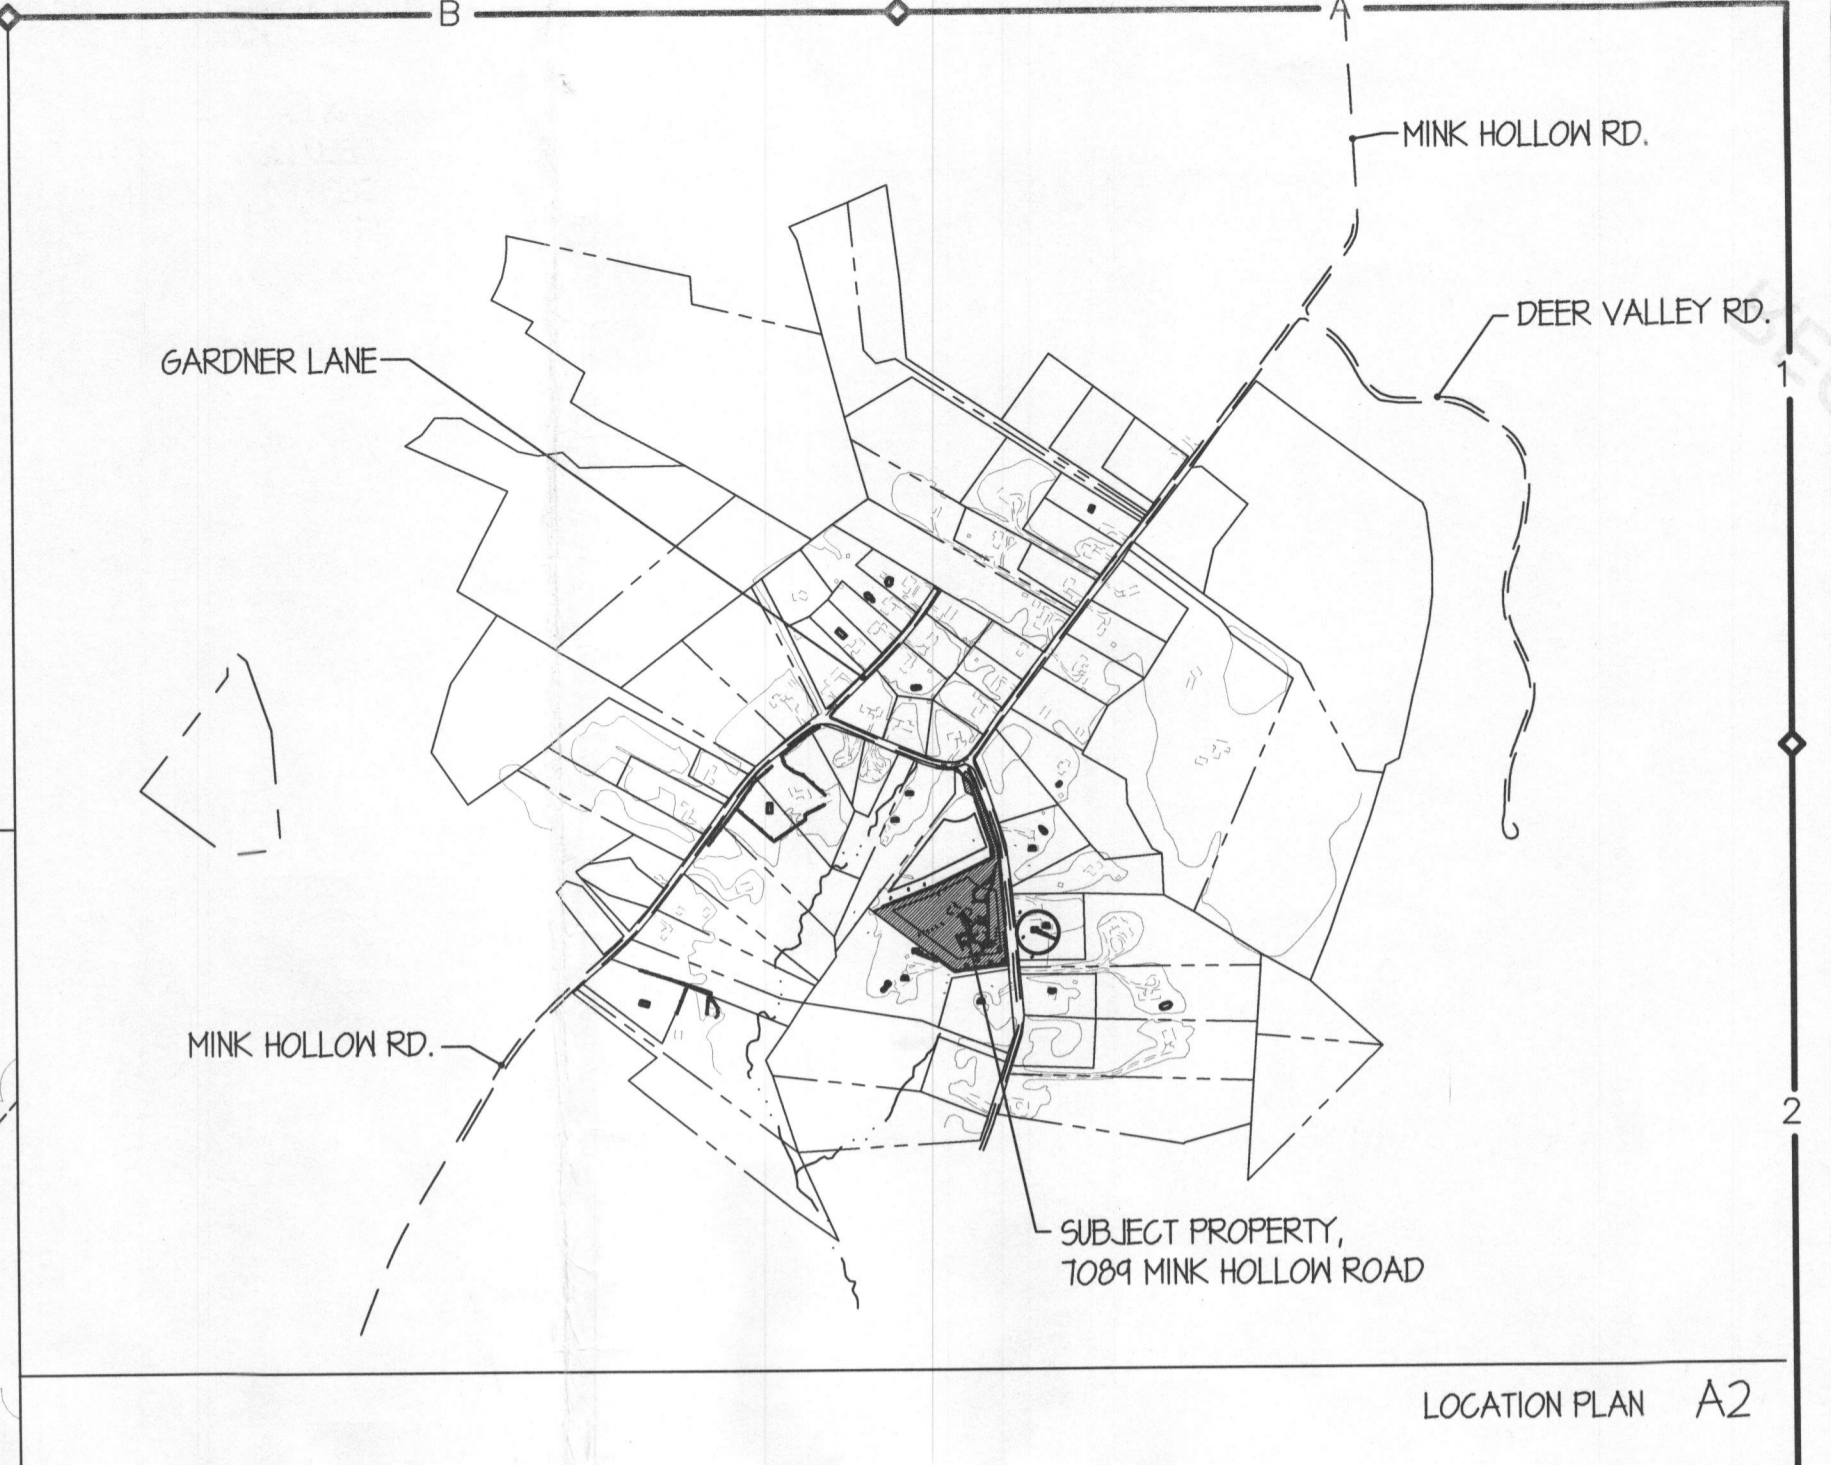 B
A
MINK HOLLOW RD.
DEER VALLEY RD.
GARDNER LANE
1
MINK HOLLOW RD.
2
SUBJECT PROPERTY,
7089 MINK HOLLOW ROAD
LOCATION PLAN A2